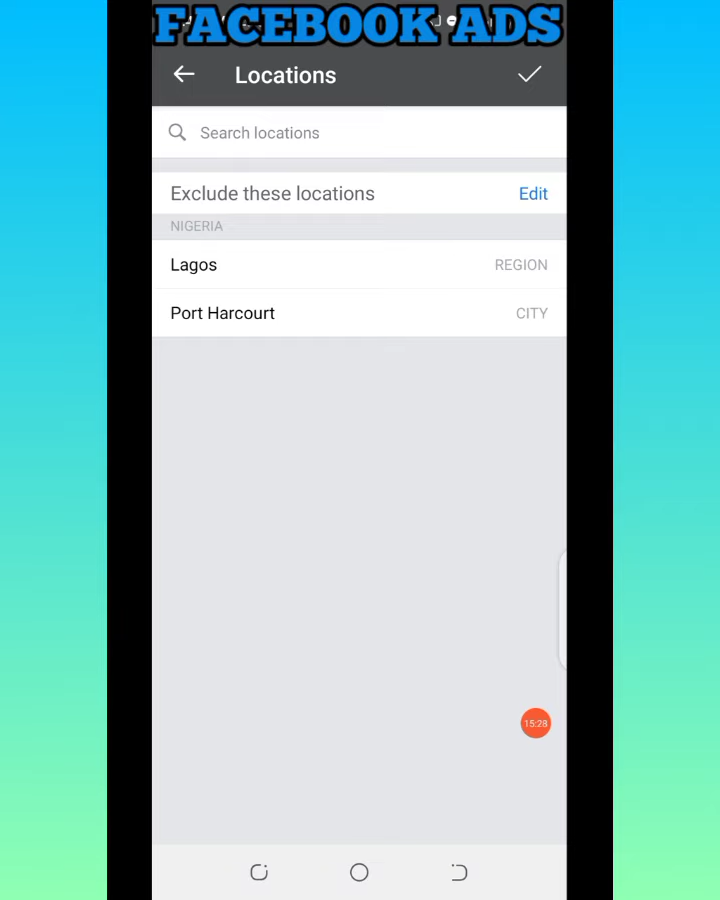 FACEBOOK ADS
Locations
Search locations
Exclude these locations Edit
NIGERIA
Lagos REGION
Port Harcourt CITY
15:28